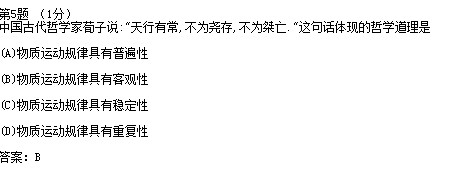 第5题 （1分）
中国古代哲学家荀子说:“天行有常, 不为尧存, 不为桀亡. “这句话体现的哲学道理是
(A)物质运动规律具有普遍性
(B)物质运动规律具有客观性
(C)物质运动规律具有稳定性
(D)物质运动规律具有重复性
答案: B